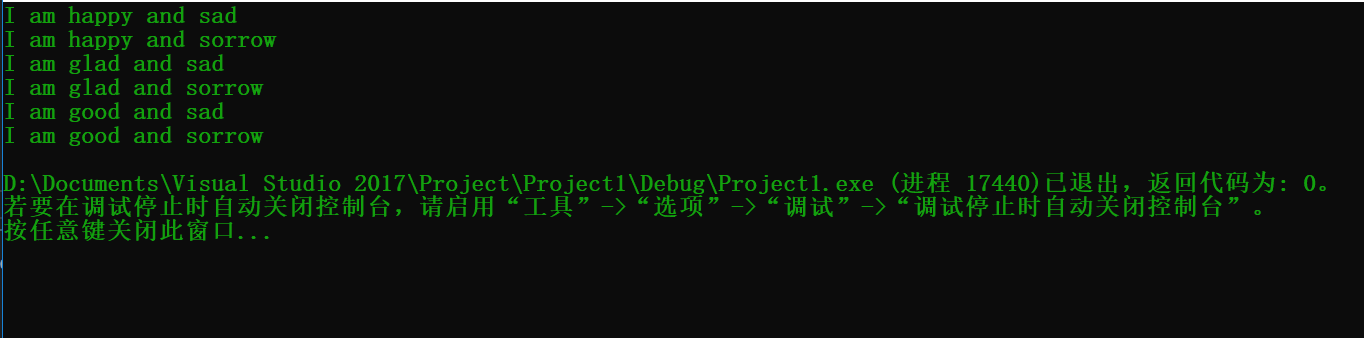 I am happy and sad
I am happy and sorrow
I am glad and sad
I am glad and sorrow
I am good and sad
I am good and sorrow
D:\Documents\Visual Studio 2017\Project\Project1\Debug\Project1.exe (进程 17440)已退出，返回代码为: 0。
若要在调试停止时自动关闭控制台，请启用“工具”->“选项”->“调试”->“调试停止时自动关闭控制台”。
按任意键关闭此窗口...